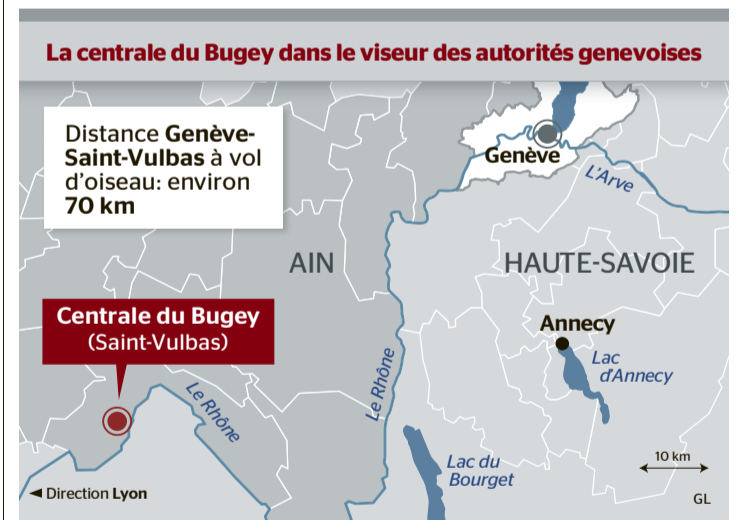 La centrale du Bugey dans le viseur des autorités genevoises
Distance Genève-
Saint-Vulbas à vol
d'oiseau: environ
70 km
Genève
L'Arve
AIN
HAUTE-SAVOIE
Centrale du Bugey
(Saint-Vulbas)
Annecy
Lac
d'Annecy
Le Rhône
Le Rhône
Lac du
Bourget
10 km
Direction Lyon
GL